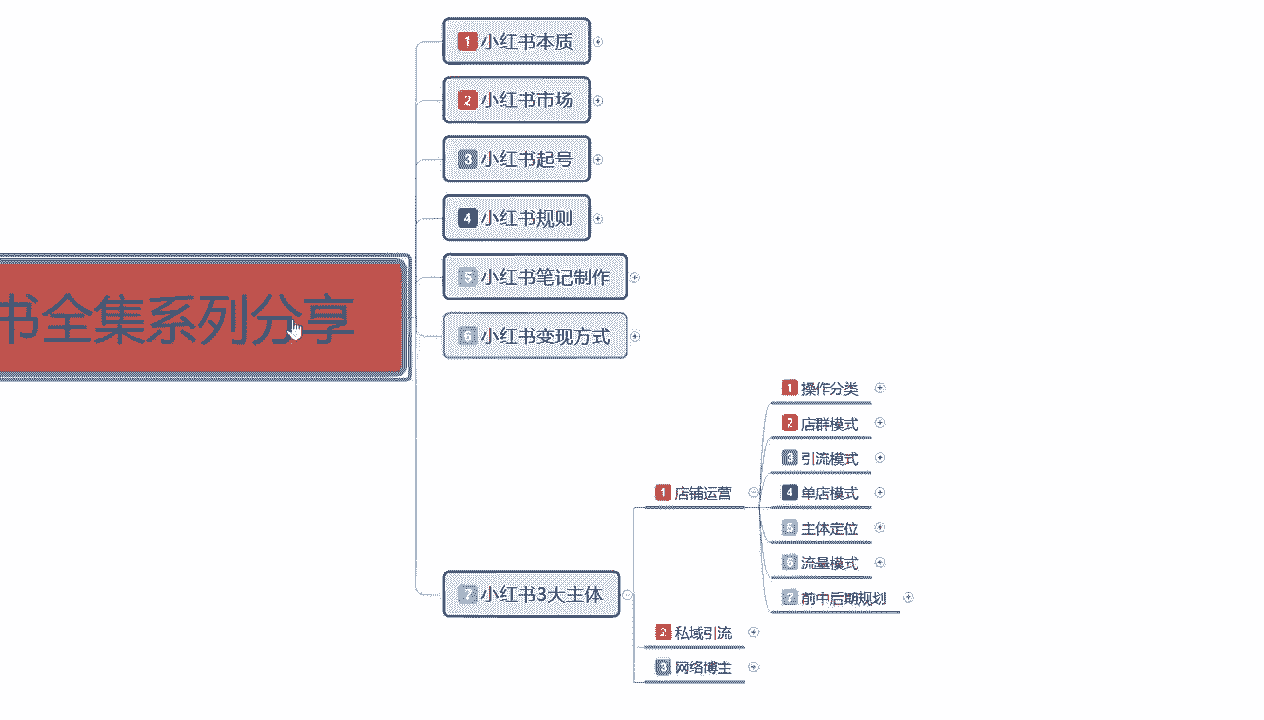 书全集系列分享
1 小红书本质
2 小红书市场
3 小红书起号
4 小红书规则
5 小红书笔记制作
6 小红书变现方式
7 小红书3大主体
1 店铺运营
1 操作分类
2 店群模式
3 引流模式
4 单店模式
5 主体定位
6 流量模式
7 前中后期规划
2 私域引流
3 网络博主